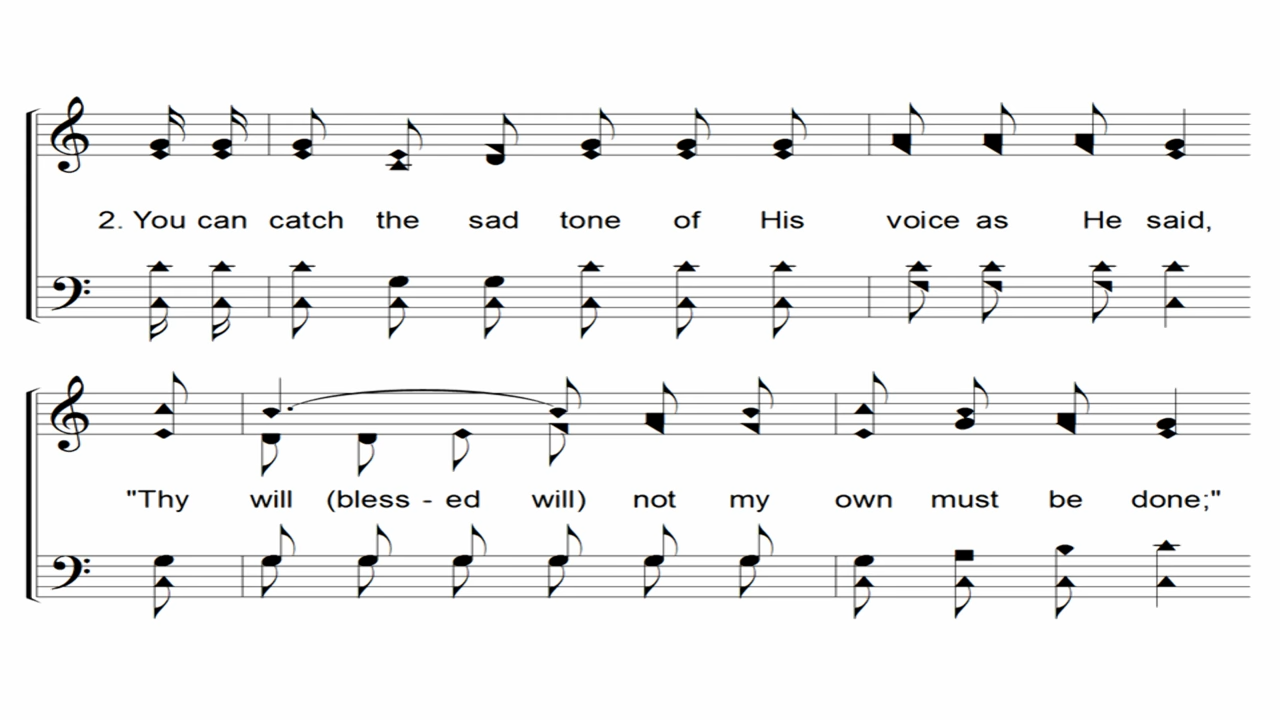 2. You can catch the sad tone of His voice as He said,
"Thy will (bless - ed will) not my own must be done;"